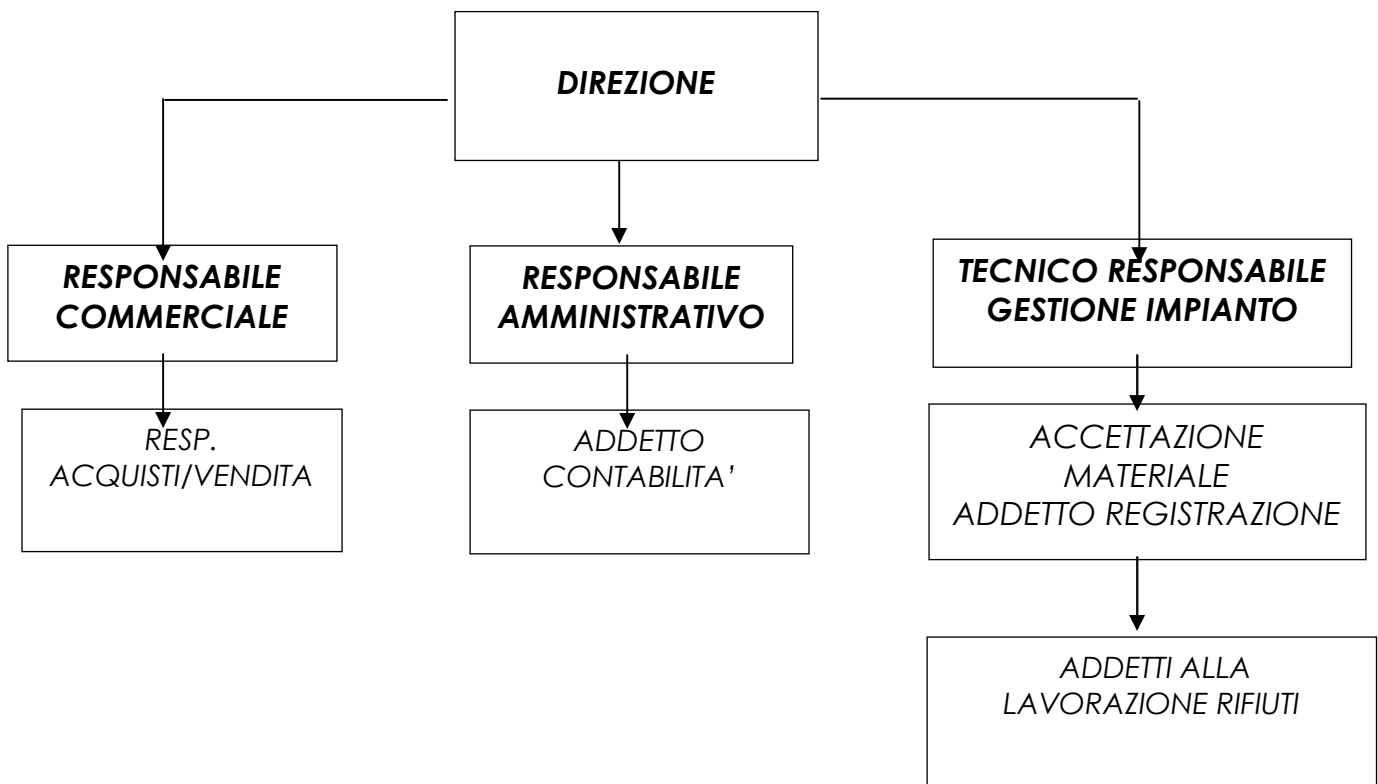 DIREZIONE
RESPONSABILE
COMMERCIALE
RESPONSABILE
AMMINISTRATIVO
TECNICO RESPONSABILE
GESTIONE IMPIANTO
RESP.
ACQUISTI/VENDITA
ADDETTO
CONTABILITA’
ACCETTAZIONE
MATERIALE
ADDETTO REGISTRAZIONE
ADDETTI ALLA
LAVORAZIONE RIFIUTI